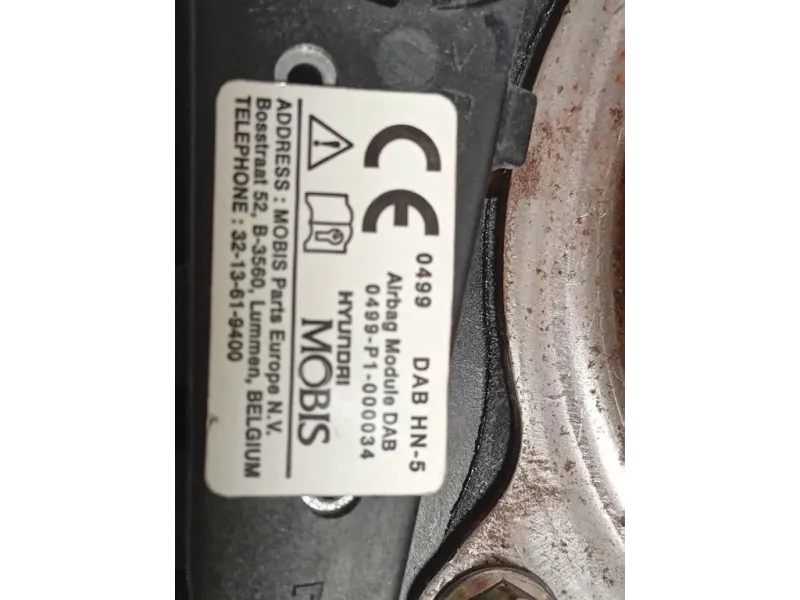 CE 0499 DAB HN-5
Airbag Module DAB
0499-P1-000034
HYUNDAI
MOBIS
ADDRESS : MOBIS Parts Europe N.V.
Bosstraat 52, B-3560, Lummen, BELGIUM
TELEPHONE : 32-13-61-9400